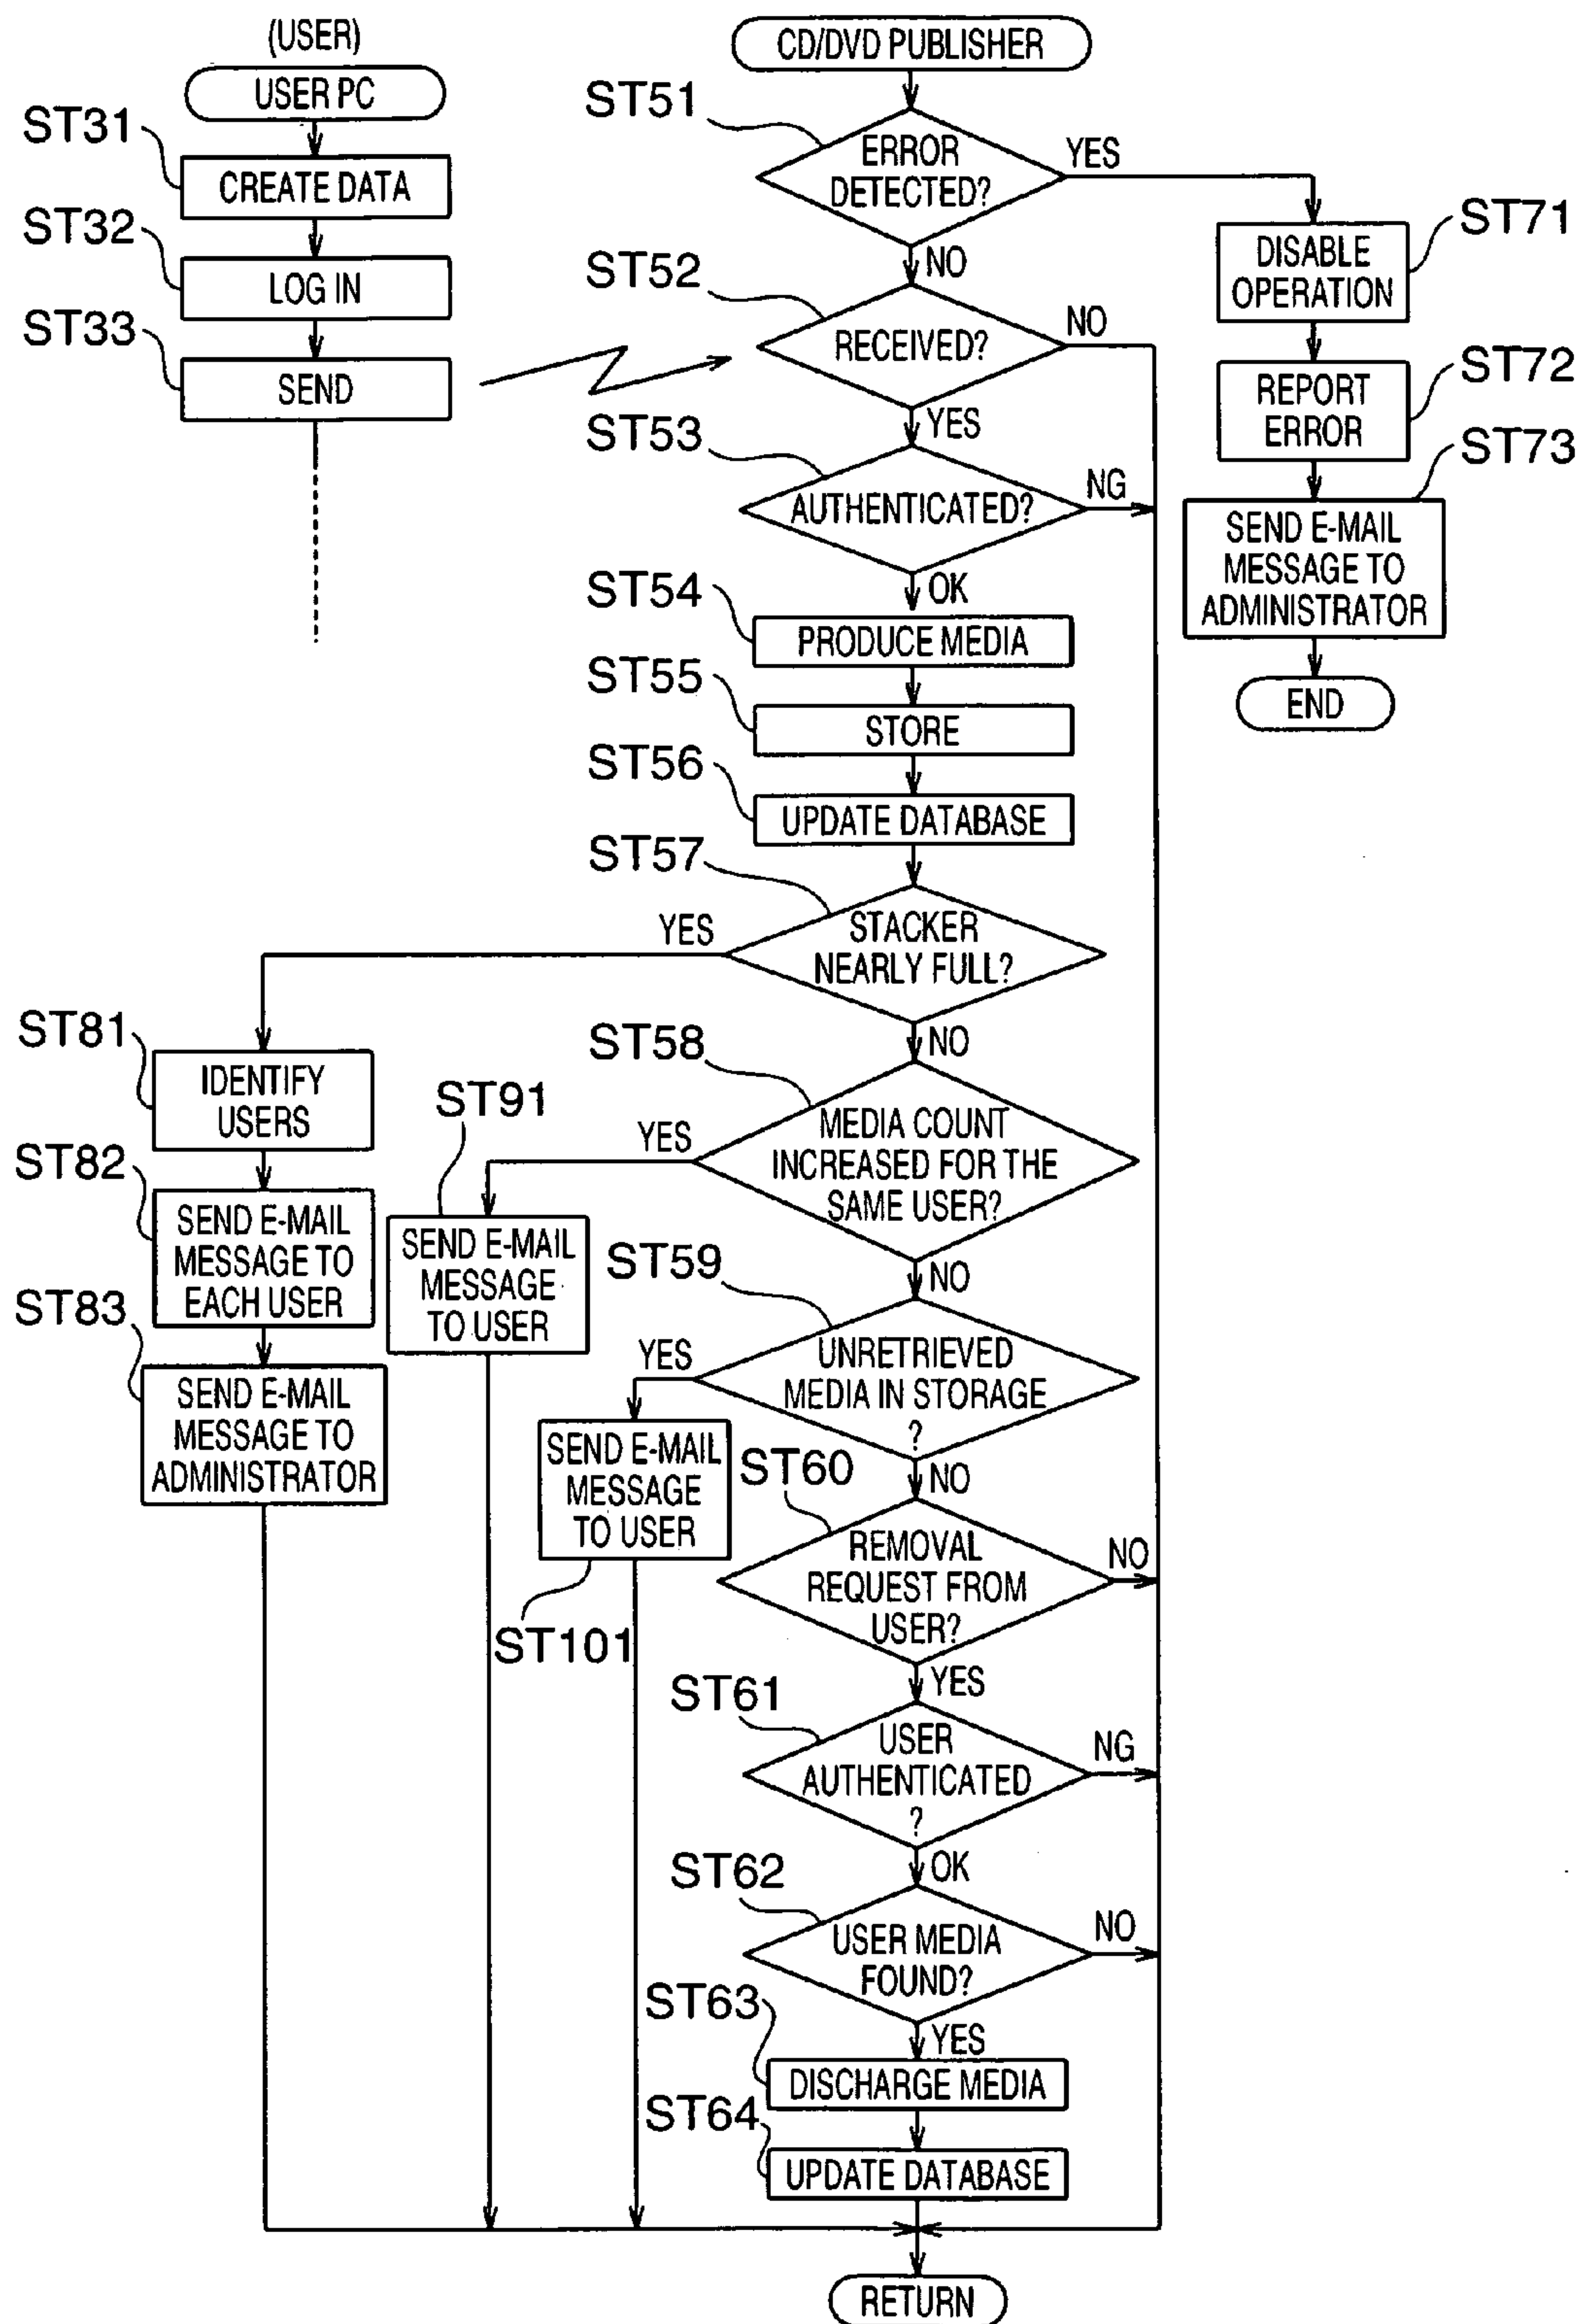 (USER)
USER PC
ST31
CREATE DATA
ST32
LOG IN
ST33
SEND
CD/DVD PUBLISHER
ST51
ERROR
DETECTED?
YES
NO
ST71
DISABLE
OPERATION
ST72
REPORT
ERROR
ST73
SEND E-MAIL
MESSAGE TO
ADMINISTRATOR
END
ST52
RECEIVED?
NO
YES
ST53
AUTHENTICATED?
NG
OK
ST54
PRODUCE MEDIA
ST55
STORE
ST56
UPDATE DATABASE
ST57
STACKER
NEARLY FULL?
YES
NO
ST81
IDENTIFY
USERS
ST82
SEND E-MAIL
MESSAGE TO
EACH USER
ST83
SEND E-MAIL
MESSAGE TO
ADMINISTRATOR
ST58
MEDIA COUNT
INCREASED FOR THE
SAME USER?
YES
NO
ST91
SEND E-MAIL
MESSAGE
TO USER
ST59
UNRETRIEVED
MEDIA IN STORAGE
?
YES
NO
SEND E-MAIL
MESSAGE
TO USER
ST101
ST60
REMOVAL
REQUEST FROM
USER?
NO
YES
ST61
USER
AUTHENTICATED
?
NG
OK
ST62
USER MEDIA
FOUND?
NO
YES
ST63
DISCHARGE MEDIA
ST64
UPDATE DATABASE
RETURN